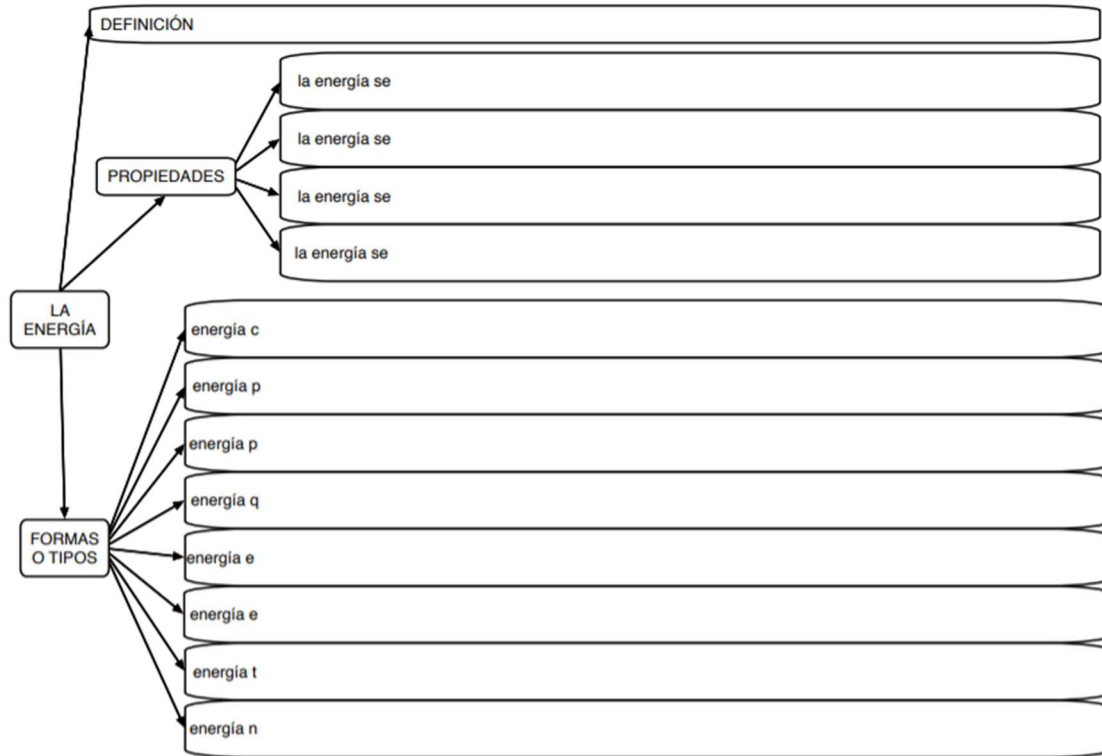 DEFINICIÓN
la energía se
la energía se
PROPIEDADES
la energía se
la energía se
LA
ENERGÍA
energía c
energía p
energía p
energía q
FORMAS
O TIPOS
energía e
energía e
energía t
energía n